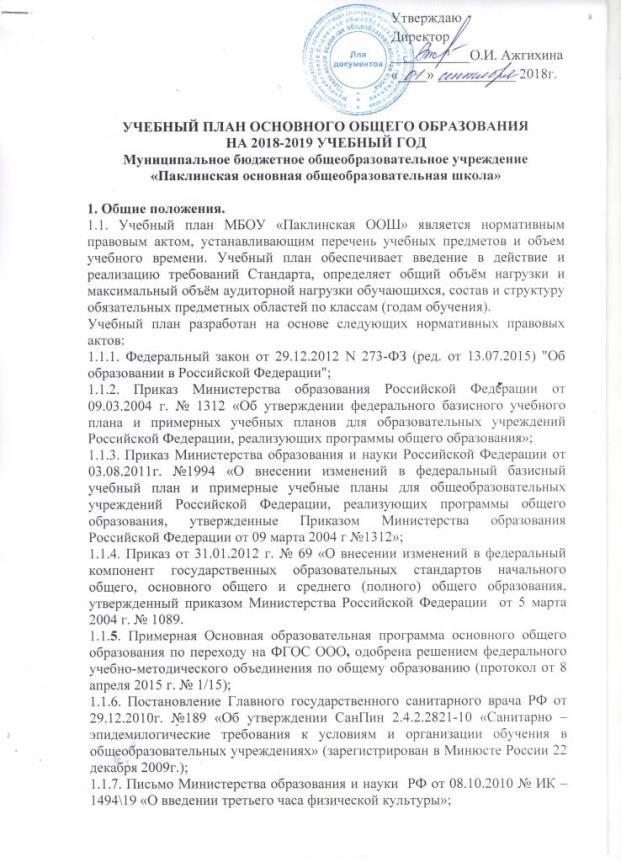 Утверждаю
Директор
О.И. Ажгихина
Для
документов
« 01 » сентября 2018г.
УЧЕБНЫЙ ПЛАН ОСНОВНОГО ОБЩЕГО ОБРАЗОВАНИЯ
НА 2018-2019 УЧЕБНЫЙ ГОД
Муниципальное бюджетное общеобразовательное учреждение
«Паклинская основная общеобразовательная школа»
1. Общие положения.
1.1. Учебный план МБОУ «Паклинская ООШ» является нормативным
правовым актом, устанавливающим перечень учебных предметов и объем
учебного времени. Учебный план обеспечивает введение в действие и
реализацию требований Стандарта, определяет общий объём нагрузки и
максимальный объём аудиторной нагрузки обучающихся, состав и структуру
обязательных предметных областей по классам (годам обучения).
Учебный план разработан на основе следующих нормативных правовых
актов:
1.1.1. Федеральный закон от 29.12.2012 N 273-ФЗ (ред. от 13.07.2015) "Об
образовании в Российской Федерации";
1.1.2. Приказ Министерства образования Российской Федерации от
09.03.2004 г. № 1312 «Об утверждении федерального базисного учебного
плана и примерных учебных планов для образовательных учреждений
Российской Федерации, реализующих программы общего образования»;
1.1.3. Приказ Министерства образования и науки Российской Федерации от
03.08.2011г. №1994 «О внесении изменений в федеральный базисный
учебный план и примерные учебные планы для общеобразовательных
учреждений Российской Федерации, реализующих программы общего
образования, утвержденные Приказом Министерства образования
Российской Федерации от 09 марта 2004 г №1312»;
1.1.4. Приказ от 31.01.2012 г. № 69 «О внесении изменений в федеральный
компонент государственных образовательных стандартов начального
общего, основного общего и среднего (полного) общего образования,
утвержденный приказом Министерства Российской Федерации от 5 марта
2004 г. № 1089.
1.1.5. Примерная Основная образовательная программа основного общего
образования по переходу на ФГОС ООО, одобрена решением федерального
учебно-методического объединения по общему образованию (протокол от 8
апреля 2015 г. № 1/15);
1.1.6. Постановление Главного государственного санитарного врача РФ от
29.12.2010г. №189 «Об утверждении СанПин 2.4.2.2821-10 «Санитарно –
эпидемилогические требования к условиям и организации обучения в
общеобразовательных учреждениях» (зарегистрирован в Минюсте России 22
декабря 2009г.);
1.1.7. Письмо Министерства образования и науки РФ от 08.10.2010 № ИК –
1494\19 «О введении третьего часа физической культуры»;